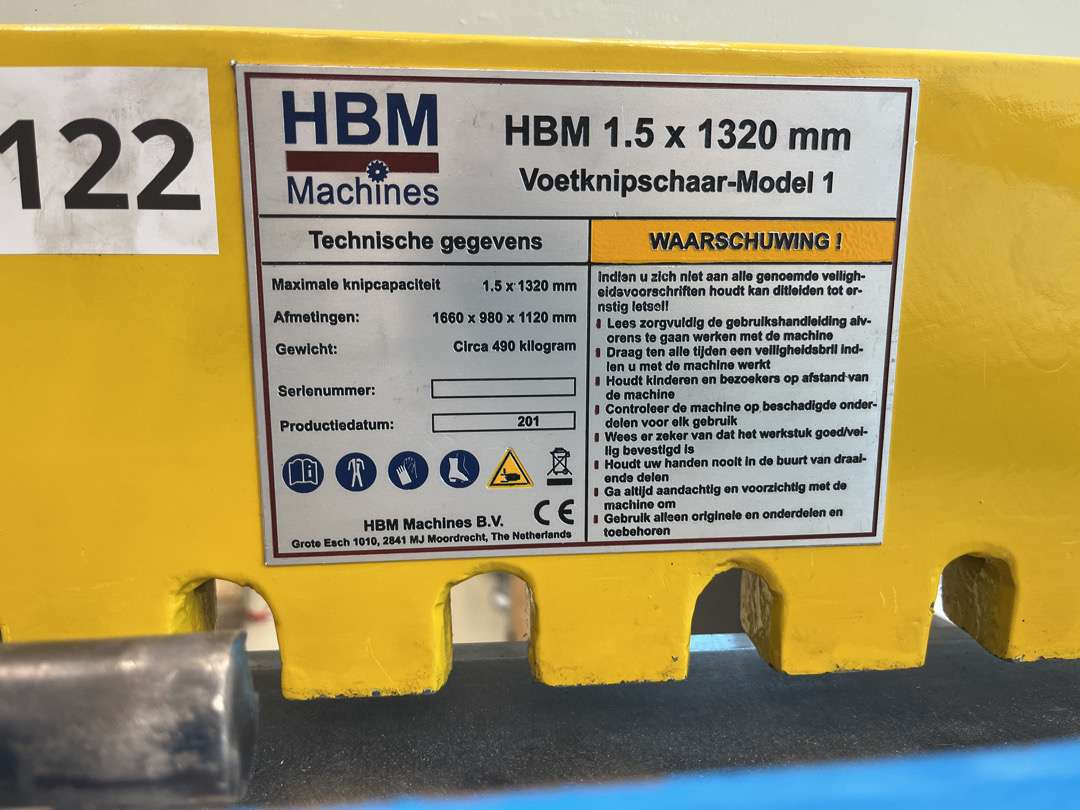 122
HBM
Machines
HBM 1.5 x 1320 mm
Voetknipschaar-Model 1
Technische gegevens
Maximale knipcapaciteit 1.5 x 1320 mm
Afmetingen: 1660 x 980 x 1120 mm
Gewicht: Circa 490 kilogram
Serienummer:
Productiedatum: 201
CE
HBM Machines B.V.
Grote Esch 1010, 2841 MJ Moordrecht, The Netherlands
WAARSCHUWING !
Indien u zich niet aan alle genoemde veiligh-
eidsvoorschriften houdt kan ditleiden tot er-
nstig letsel!
Lees zorgvuldig de gebruikshandleiding alv-
orens te gaan werken met de machine
Draag ten alle tijden een veiligheidsbril ind-
ien u met de machine werkt
Houdt kinderen en bezoekers op afstand van
de machine
Controleer de machine op beschadigde onder-
delen voor elk gebruik
Wees er zeker van dat het werkstuk goed/vei-
lig bevestigd is
Houdt uw handen nooit in de buurt van draai-
ende delen
Ga altijd aandachtig en voorzichtig met de
machine om
Gebruik alleen originele en onderdelen en
toebehoren